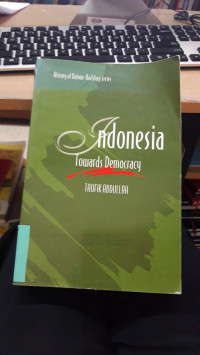 History of Nation-Building Series
Indonesia
Towards Democracy
TAUFIK ABDULLAH